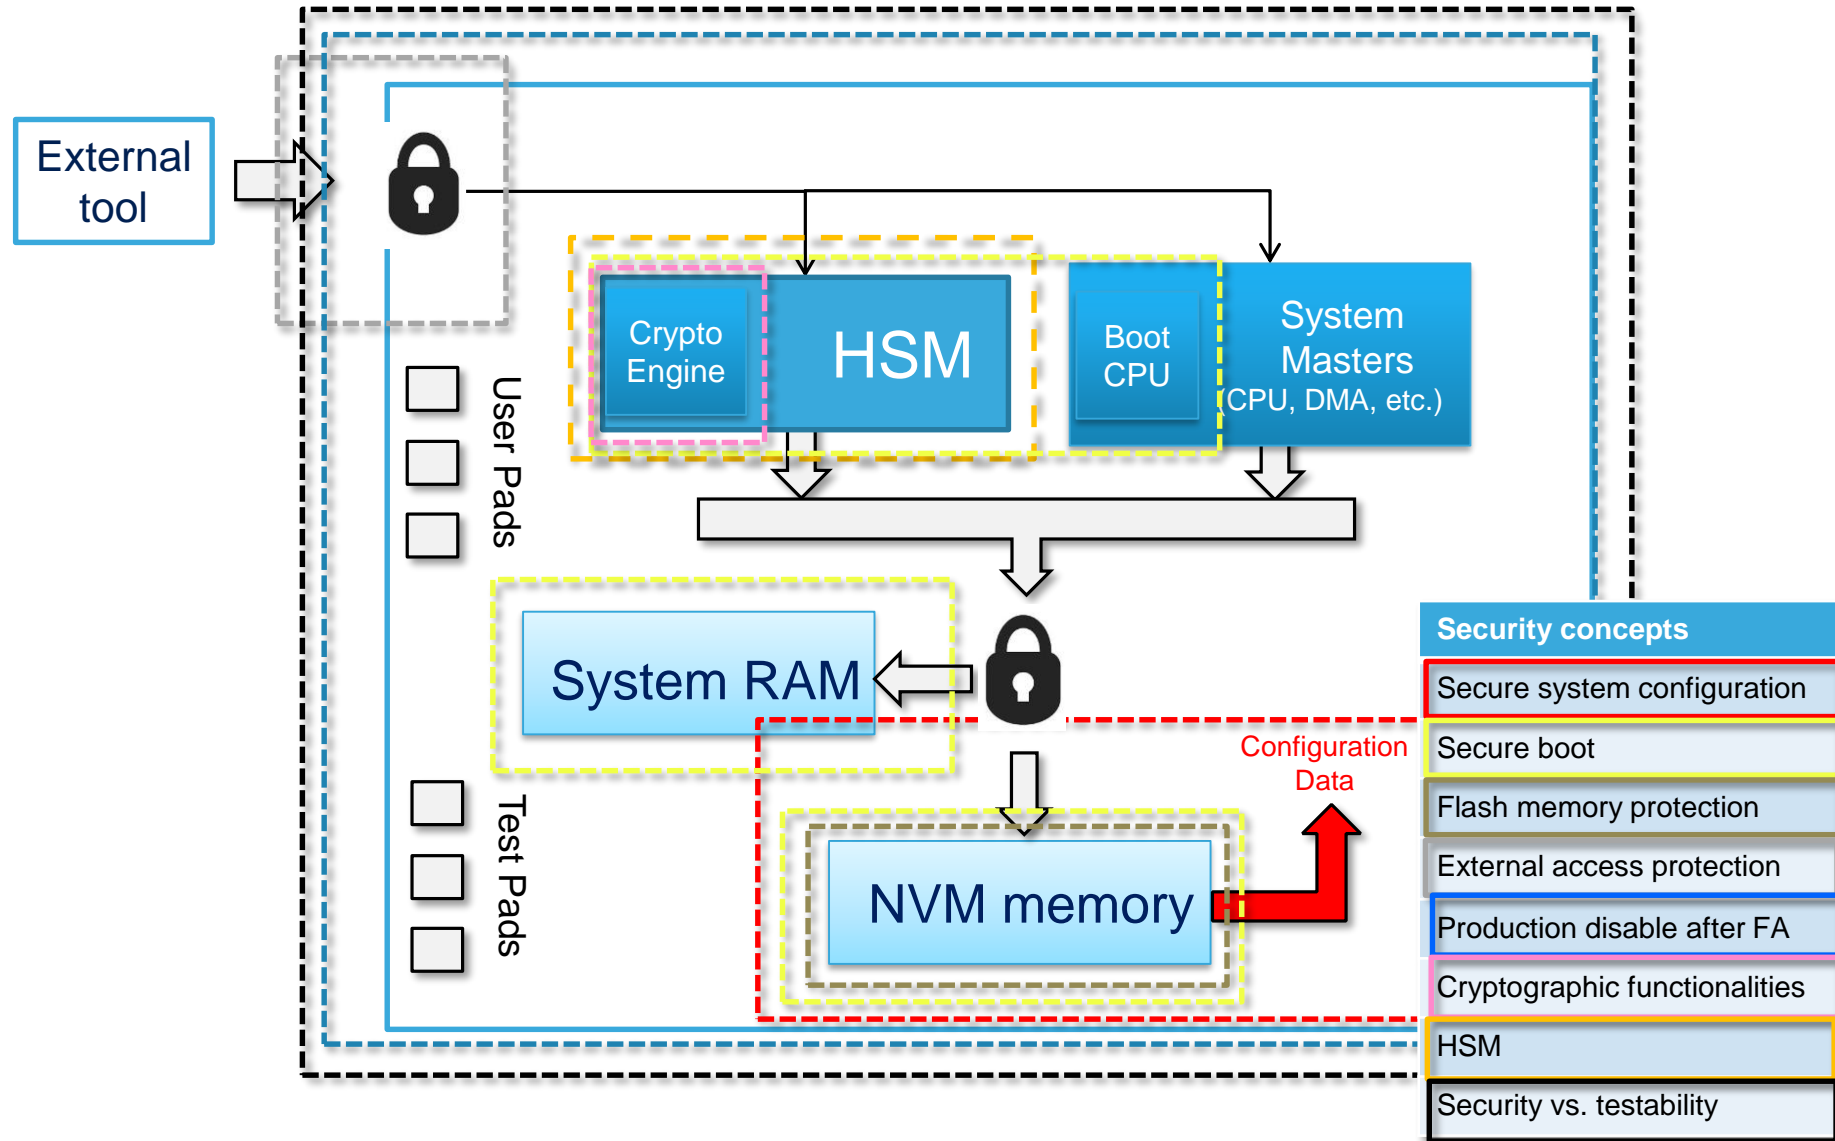 External
tool
Crypto
Engine
HSM
Boot
CPU
System
Masters
(CPU, DMA, etc.)
User Pads
System RAM
Configuration
Data
Test Pads
NVM memory
Security concepts
Secure system configuration
Secure boot
Flash memory protection
External access protection
Production disable after FA
Cryptographic functionalities
HSM
Security vs. testability